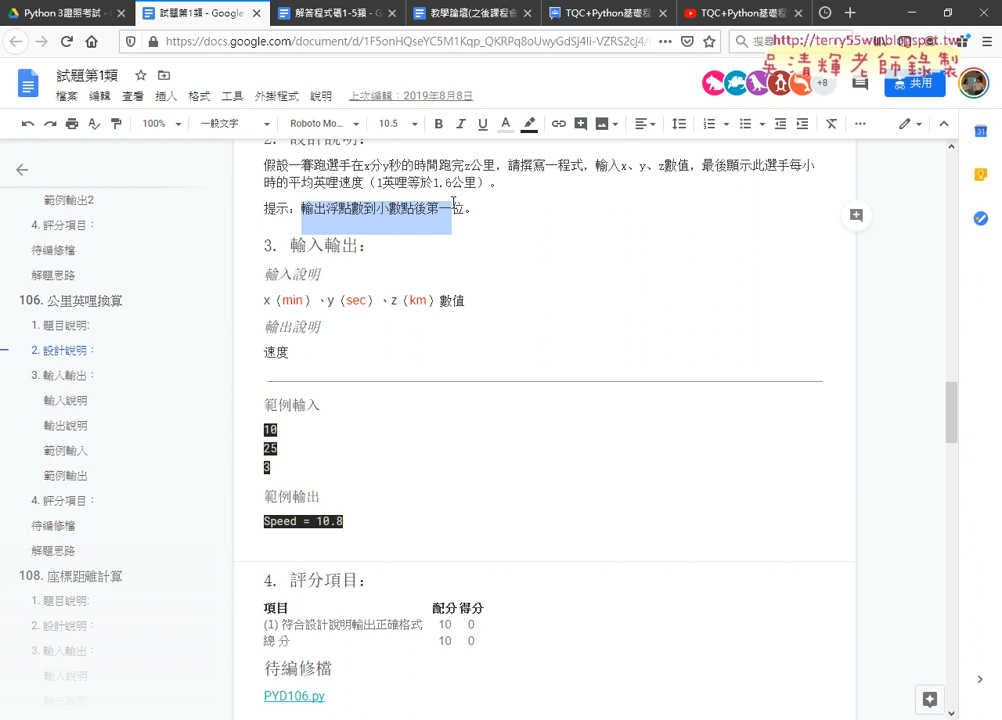 Python 3證照考試 -
試題第1類 - Google
解答程式碼1-5類 - G
教學論壇(之後課程會
TQC+Python基礎程
TQC+Python基礎程
https://docs.google.com/document/d/1F5onHQseYC5M1Kqp_QKRPq8oUwyGdSj4Ii-VZRS2cj4/
http://terry55wu.blogspot.tw
吳清輝老師錄製
試題第1類
檔案 編輯 查看 插入 格式 工具 外掛程式 說明 上次編輯：2019年8月8日
+8
共用
100% 一般文字 Roboto Mo... 10.5
範例輸出2
4. 評分項目：
待編修檔
解題思路
106. 公里英哩換算
1. 題目說明:
2. 設計說明：
3. 輸入輸出：
輸入說明
輸出說明
範例輸入
範例輸出
4. 評分項目：
待編修檔
解題思路
108. 座標距離計算
1. 題目說明:
2. 設計說明：
3. 輸入輸出：
輸入說明
輸出說明
2. 設計說明：
假設一賽跑選手在x分y秒的時間跑完z公里，請撰寫一程式，輸入x、y、z數值，最後顯示此選手每小
時的平均英哩速度（1英哩等於1.6公里）。
提示：輸出浮點數到小數點後第一位。
3. 輸入輸出：
輸入說明
x（min）、y（sec）、z（km）數值
輸出說明
速度
範例輸入
10
25
3
範例輸出
Speed = 10.8
4. 評分項目：
項目 配分 得分
(1) 符合設計說明輸出正確格式 10 0
總 分 10 0
待編修檔
PYD106.py